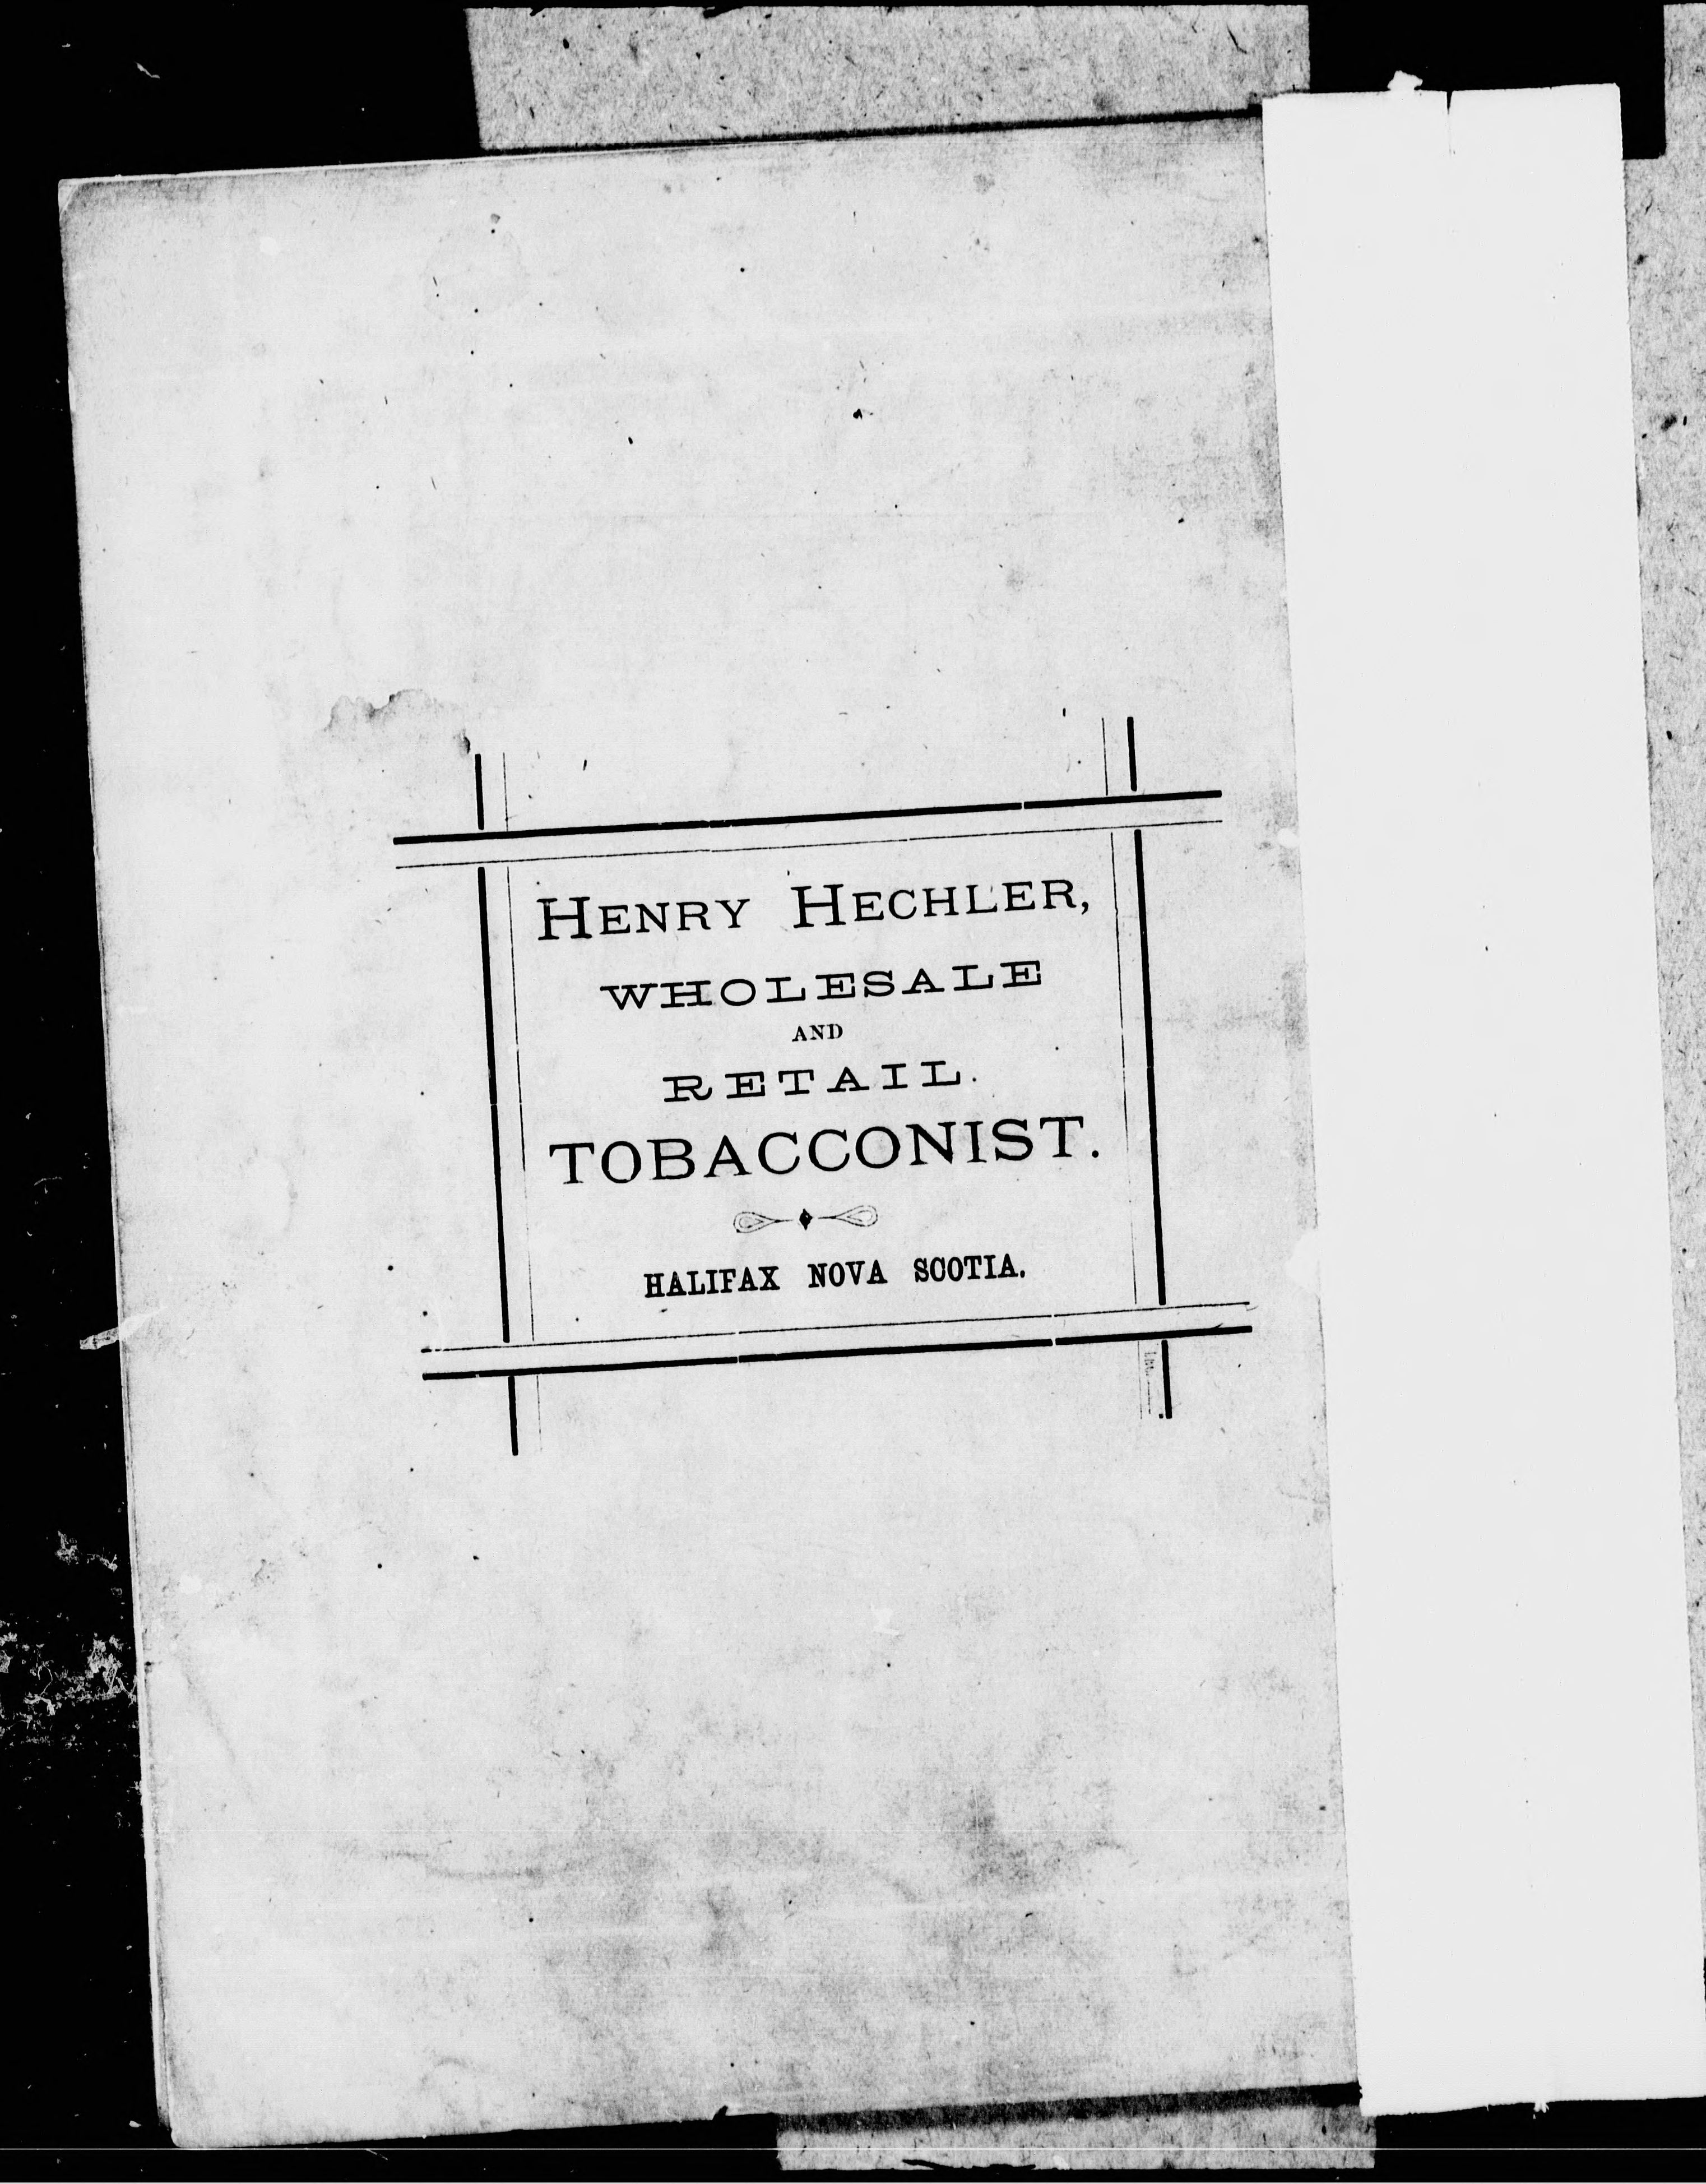 HENRY HECHLER,
WHOLESALE
AND
RETAIL.
TOBACCONIST.
HALIFAX NOVA SCOTIA.